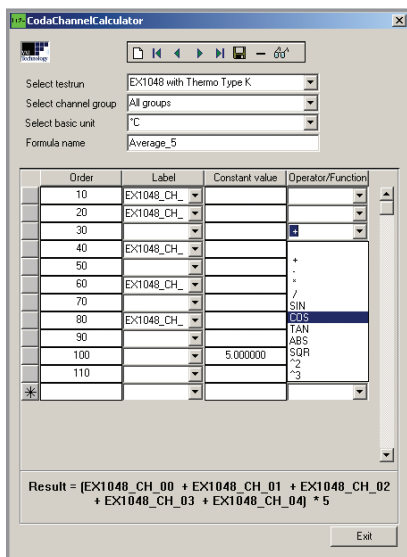 CodaChannelCalculator
Technology
Select testrun EX1048 with Thermo Type K
Select channel group All groups
Select basic unit °C
Formula name Average_5
Order Label Constant value Operator/Function
10 EX1048_CH_
20 EX1048_CH_
30 +
40 EX1048_CH_
50
60 EX1048_CH_
70
80 EX1048_CH_
90
100 5.000000
110
+
-
*
/
SIN
COS
TAN
ABS
SQR
^2
^3
Result = (EX1048_CH_00 + EX1048_CH_01 + EX1048_CH_02
+ EX1048_CH_03 + EX1048_CH_04) * 5
Exit